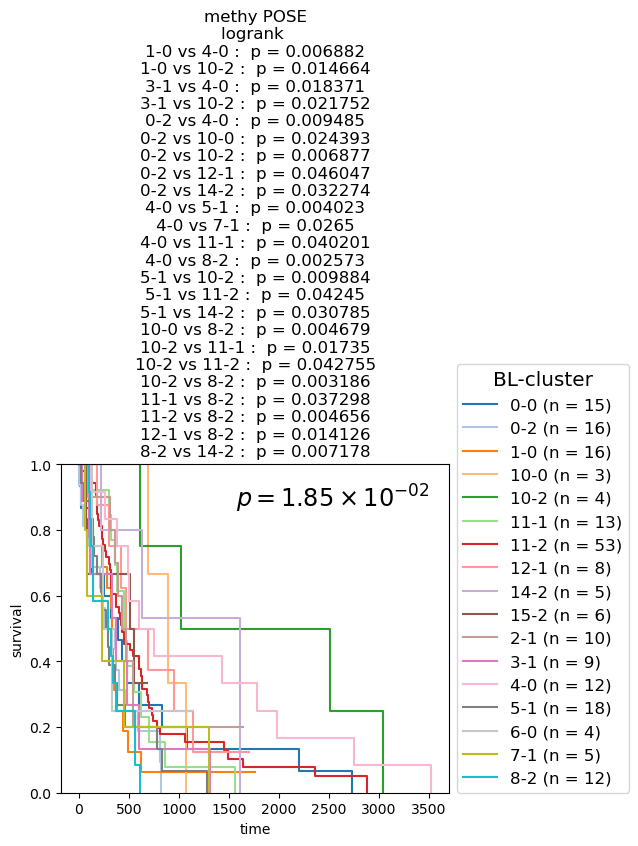 methy POSE
logrank
1-0 vs 4-0 :  p = 0.006882
1-0 vs 10-2 :  p = 0.014664
3-1 vs 4-0 :  p = 0.018371
3-1 vs 10-2 :  p = 0.021752
0-2 vs 4-0 :  p = 0.009485
0-2 vs 10-0 :  p = 0.024393
0-2 vs 10-2 :  p = 0.006877
0-2 vs 12-1 :  p = 0.046047
0-2 vs 14-2 :  p = 0.032274
4-0 vs 5-1 :  p = 0.004023
4-0 vs 7-1 :  p = 0.0265
4-0 vs 11-1 :  p = 0.040201
4-0 vs 8-2 :  p = 0.002573
5-1 vs 10-2 :  p = 0.009884
5-1 vs 11-2 :  p = 0.04245
5-1 vs 14-2 :  p = 0.030785
10-0 vs 8-2 :  p = 0.004679
10-2 vs 11-1 :  p = 0.01735
10-2 vs 11-2 :  p = 0.042755
10-2 vs 8-2 :  p = 0.003186
11-1 vs 8-2 :  p = 0.037298
11-2 vs 8-2 :  p = 0.004656
12-1 vs 8-2 :  p = 0.014126
8-2 vs 14-2 :  p = 0.007178
p = 1.85 × 10^{-02}
survival
1.0
0.8
0.6
0.4
0.2
0.0
0
500
1000
1500
2000
2500
3000
3500
time
BL-cluster
0-0 (n = 15)
0-2 (n = 16)
1-0 (n = 16)
10-0 (n = 3)
10-2 (n = 4)
11-1 (n = 13)
11-2 (n = 53)
12-1 (n = 8)
14-2 (n = 5)
15-2 (n = 6)
2-1 (n = 10)
3-1 (n = 9)
4-0 (n = 12)
5-1 (n = 18)
6-0 (n = 4)
7-1 (n = 5)
8-2 (n = 12)